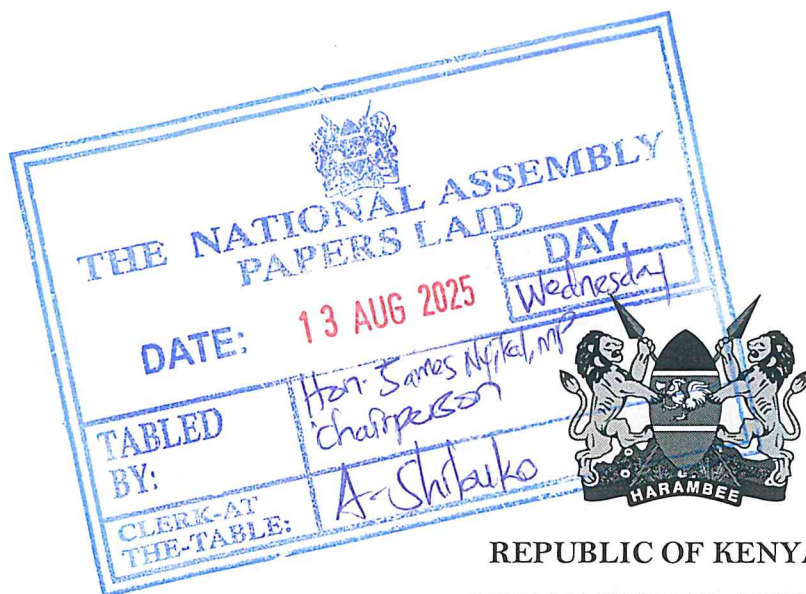 THE NATIONAL ASSEMBLY
PAPERS LAID
DATE: 13 AUG 2025
DAY.
Wednesday
TABLED
BY:
Hon. James Nyikal, MP
Chairperson
CLERK-AT
THE-TABLE:
A. Shibuko
HARAMBEE
REPUBLIC OF KENYA